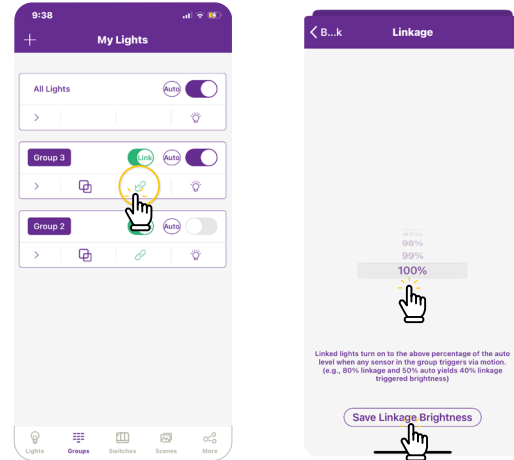 9:38
My Lights
All Lights
Auto
Group 3
Link
Auto
Group 2
Auto
Lights
Groups
Switches
Scenes
More
B...k
Linkage
98%
99%
100%
Linked lights turn on to the above percentage of the auto
level when any sensor in the group triggers via motion.
(e.g., 80% linkage and 50% auto yields 40% linkage
triggered brightness)
Save Linkage Brightness